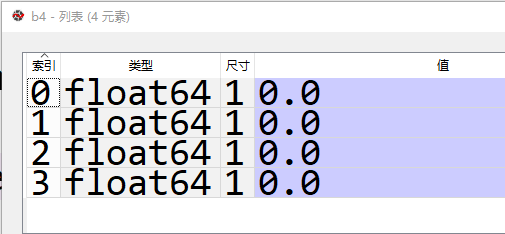 b4 - 列表 (4 元素)
索引 类型 尺寸 值
0 float64 1 0.0
1 float64 1 0.0
2 float64 1 0.0
3 float64 1 0.0